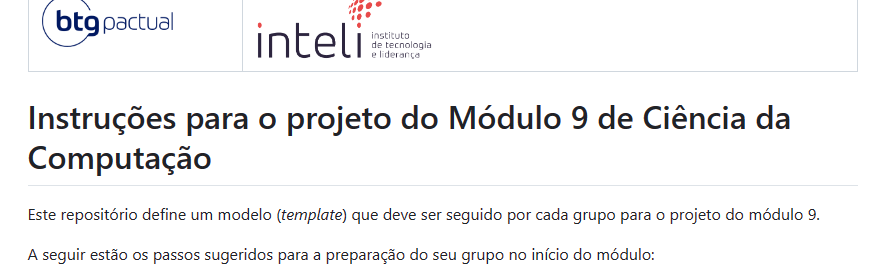 btgpactual
inteli
instituto
de tecnologia
e liderança
Instruções para o projeto do Módulo 9 de Ciência da
Computação
Este repositório define um modelo (template) que deve ser seguido por cada grupo para o projeto do módulo 9.
A seguir estão os passos sugeridos para a preparação do seu grupo no início do módulo: